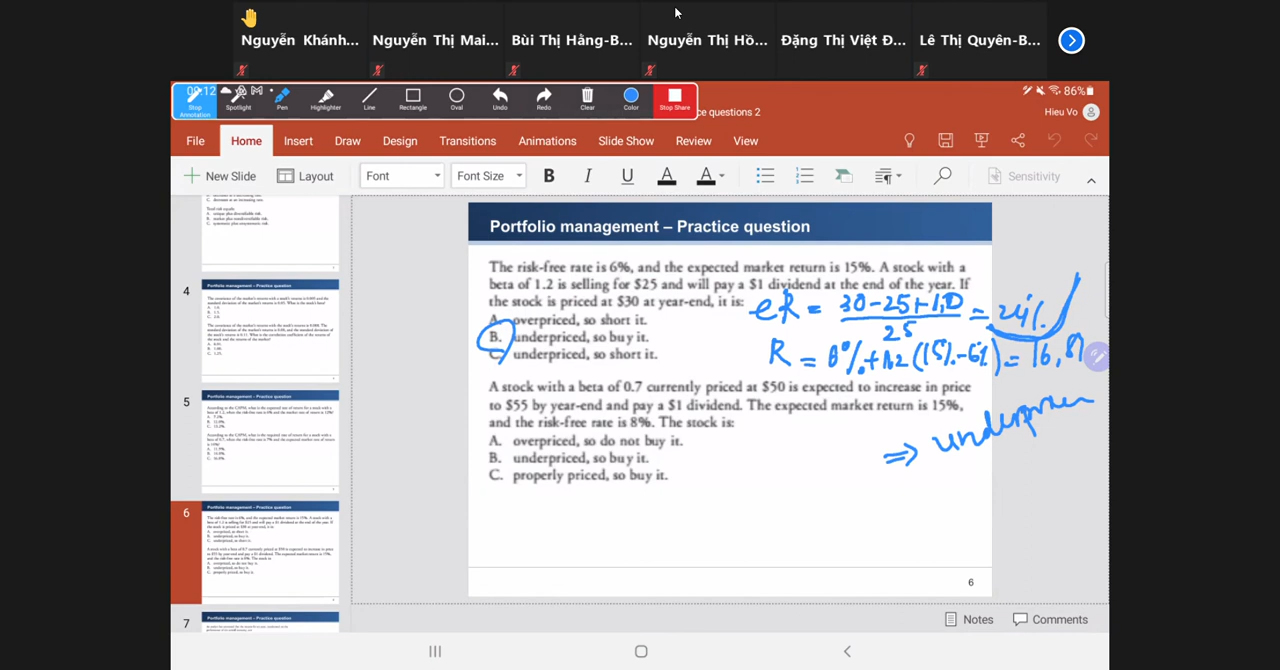 Nguyễn Khánh...
Nguyễn Thị Mai...
Bùi Thị Hằng-B...
Nguyễn Thị Hồ...
Đặng Thị Việt Đ...
Lê Thị Quyên-B...
09:12
86%
Stop Annotation
Spotlight
Pen
Highlighter
Line
Rectangle
Oval
Undo
Redo
Clear
Color
Stop Share
ce questions 2
Hieu Vo
File Home Insert Draw Design Transitions Animations Slide Show Review View
New Slide Layout Font Font Size B I U A A Sensitivity
4
5
6
7
Portfolio management – Practice question
The risk-free rate is 6%, and the expected market return is 15%. A stock with a
beta of 1.2 is selling for $25 and will pay a $1 dividend at the end of the year. If
the stock is priced at $30 at year-end, it is:
A. overpriced, so short it.
B. underpriced, so buy it.
C. underpriced, so short it.
eR = 30-25+1,0 / 25 = 24%
R = 6%+1.2(15%-6%) = 16,8%
A stock with a beta of 0.7 currently priced at $50 is expected to increase in price
to $55 by year-end and pay a $1 dividend. The expected market return is 15%,
and the risk-free rate is 8%. The stock is:
A. overpriced, so do not buy it.
B. underpriced, so buy it.
C. properly priced, so buy it.
⇒
6
Notes Comments